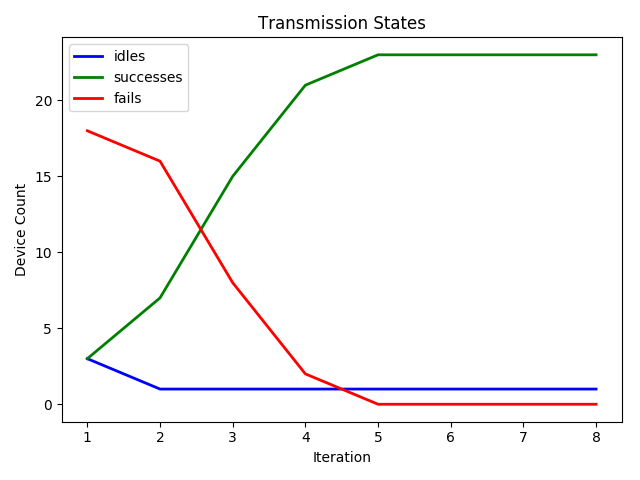 Transmission States
idles
successes
fails
Device Count
20
15
10
5
0
1 2 3 4 5 6 7 8
Iteration